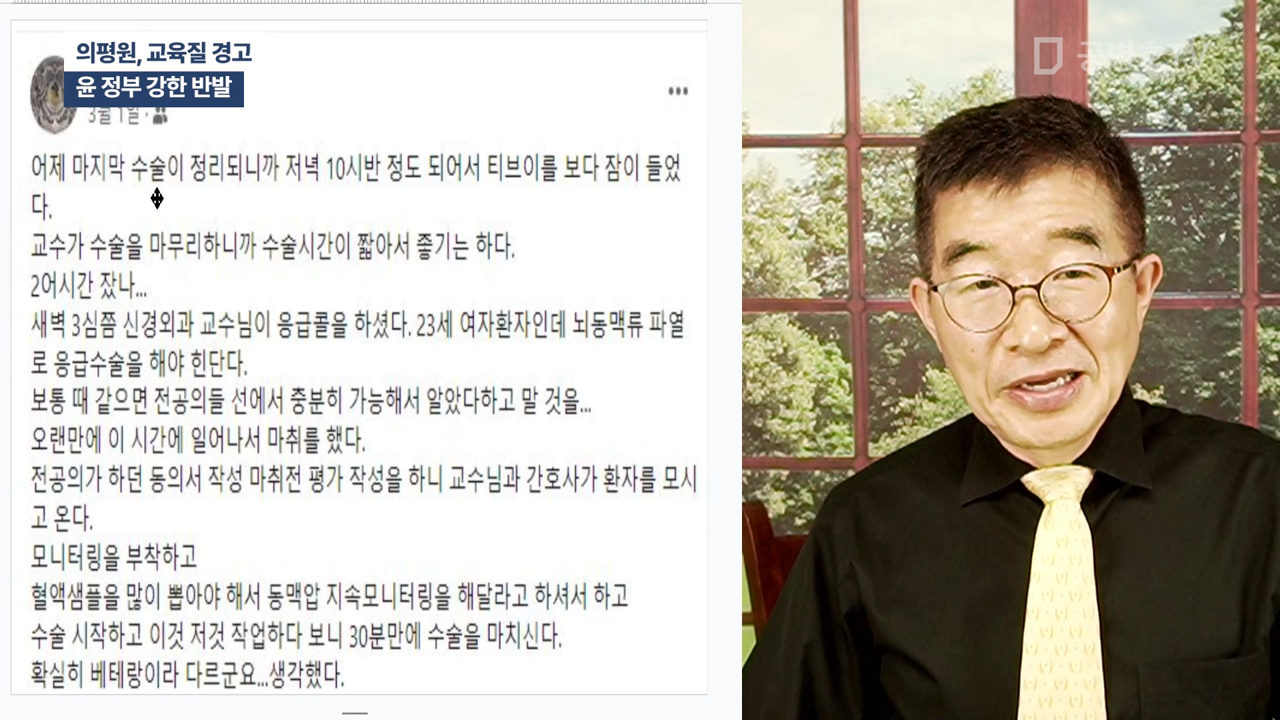 의평원, 교육질 경고
윤 정부 강한 반발
3월 1일 ·
어제 마지막 수술이 정리되니까 저녁 10시반 정도 되어서 티브이를 보다 잠이 들었
다.
교수가 수술을 마무리하니까 수술시간이 짧아서 좋기는 하다.
2어시간 잤나...
새벽 3심쯤 신경외과 교수님이 응급콜을 하셨다. 23세 여자환자인데 뇌동맥류 파열
로 응급수술을 해야 힌단다.
보통 때 같으면 전공의들 선에서 충분히 가능해서 알았다하고 말 것을...
오랜만에 이 시간에 일어나서 마취를 했다.
전공의가 하던 동의서 작성 마취전 평가 작성을 하니 교수님과 간호사가 환자를 모시
고 온다.
모니터링을 부착하고
혈액샘플을 많이 뽑아야 해서 동맥압 지속모니터링을 해달라고 하셔서 하고
수술 시작하고 이것 저것 작업하다 보니 30분만에 수술을 마치신다.
확실히 베테랑이라 다르군요...생각했다.